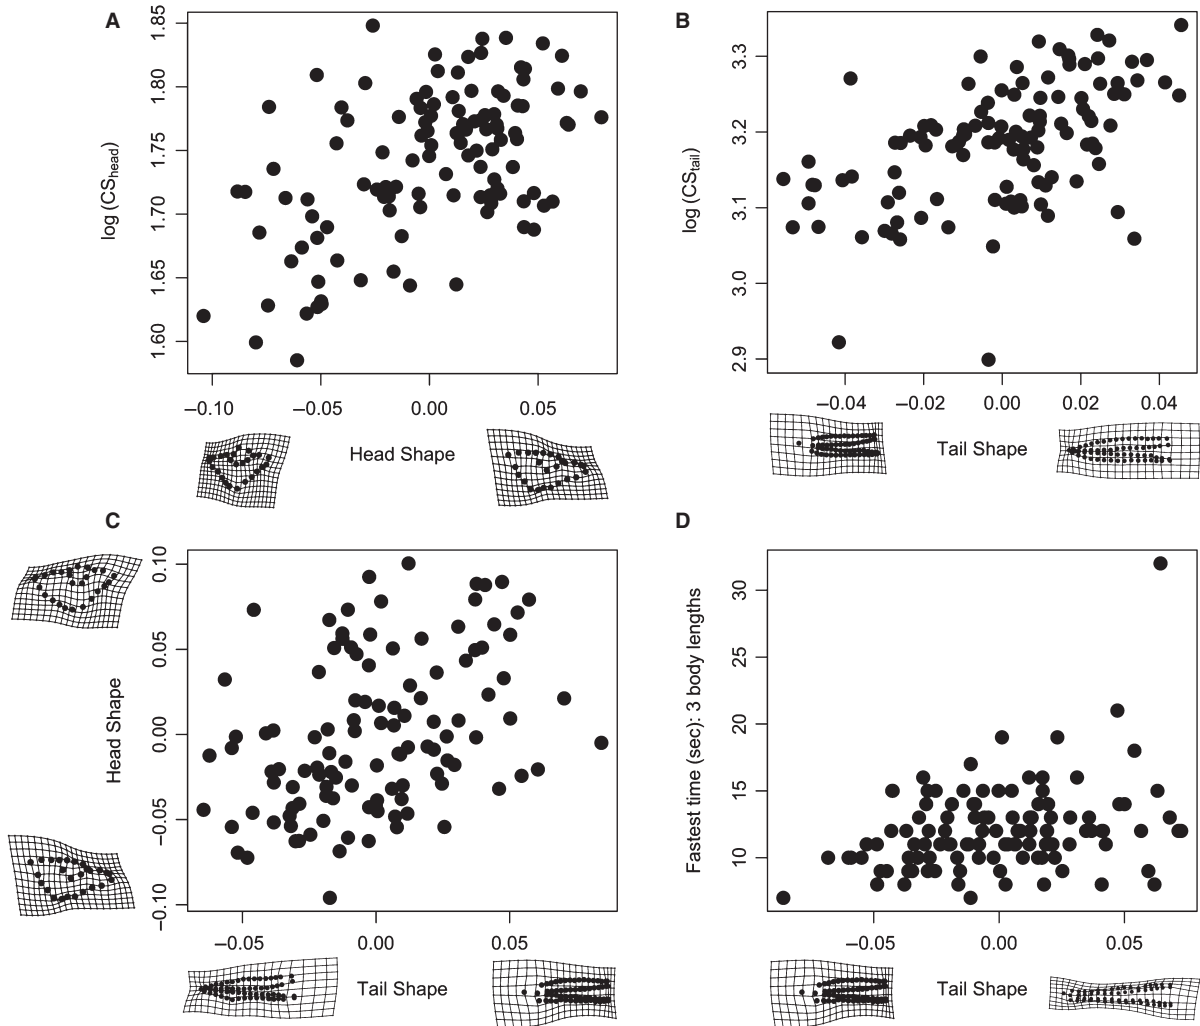 A
log (CShead)
1.85
1.80
1.75
1.70
1.65
1.60
−0.10 −0.05 0.00 0.05
Head Shape
B
log (CStail)
3.3
3.2
3.1
3.0
2.9
−0.04 −0.02 0.00 0.02 0.04
Tail Shape
C
Head Shape
0.10
0.05
0.00
−0.05
−0.10
−0.05 0.00 0.05
Tail Shape
D
Fastest time (sec): 3 body lengths
30
25
20
15
10
−0.05 0.00 0.05
Tail Shape